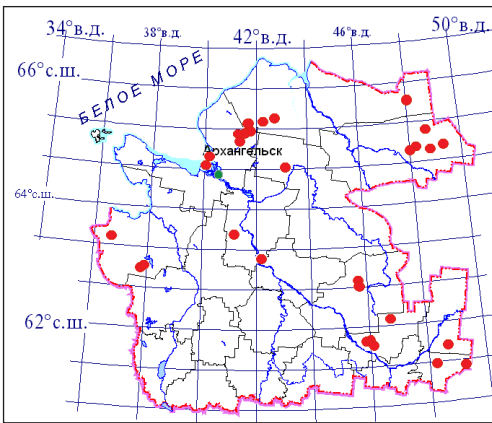 34°в.д.
38°в.д.
42°в.д.
46°в.д.
50°в.д.
66°с.ш.
БЕЛОЕ МОРЕ
Архангельск
64°с.ш.
62°с.ш.